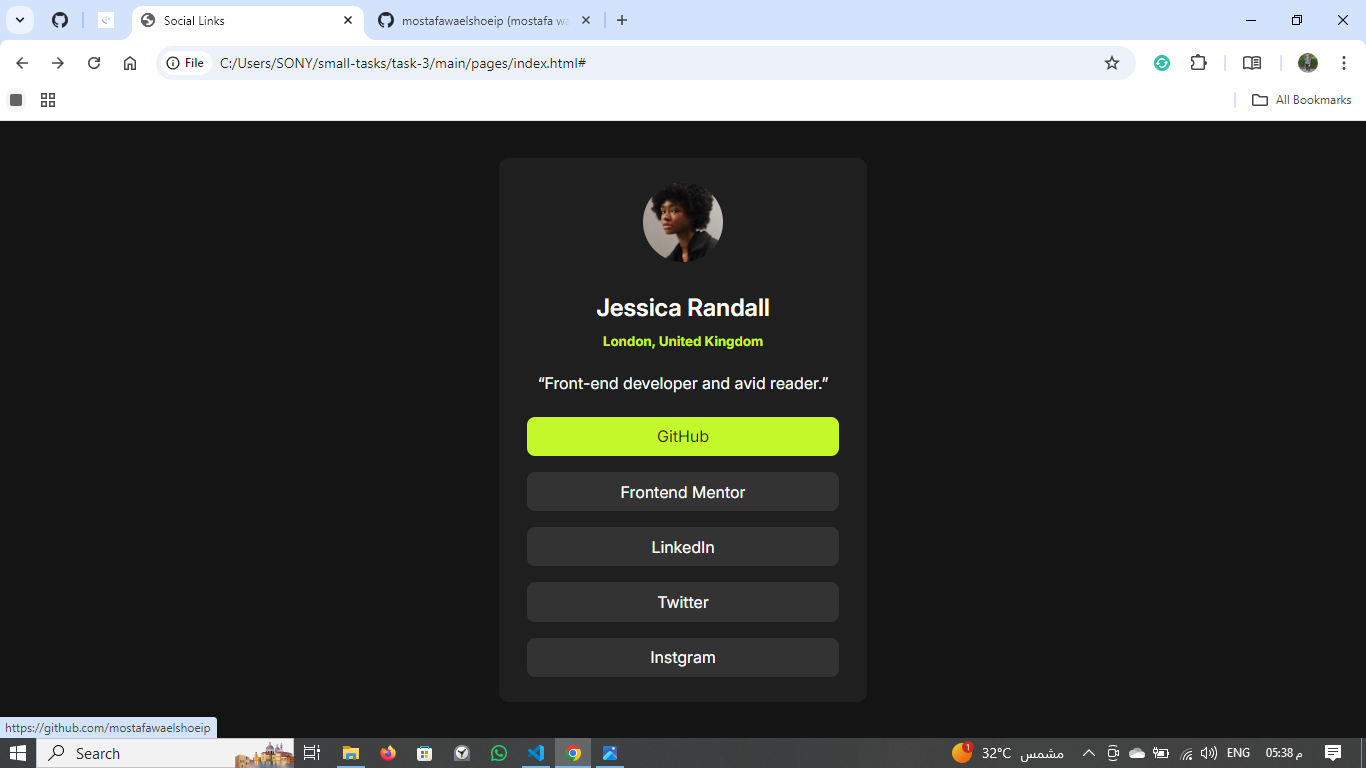 Social Links
mostafawaelshoeip (mostafa wa
File
C:/Users/SONY/small-tasks/task-3/main/pages/index.html#
All Bookmarks
Jessica Randall
London, United Kingdom
“Front-end developer and avid reader.”
GitHub
Frontend Mentor
LinkedIn
Twitter
Instgram
https://github.com/mostafawaelshoeip
Search
1
32°C مشمس
ENG
05:38 م